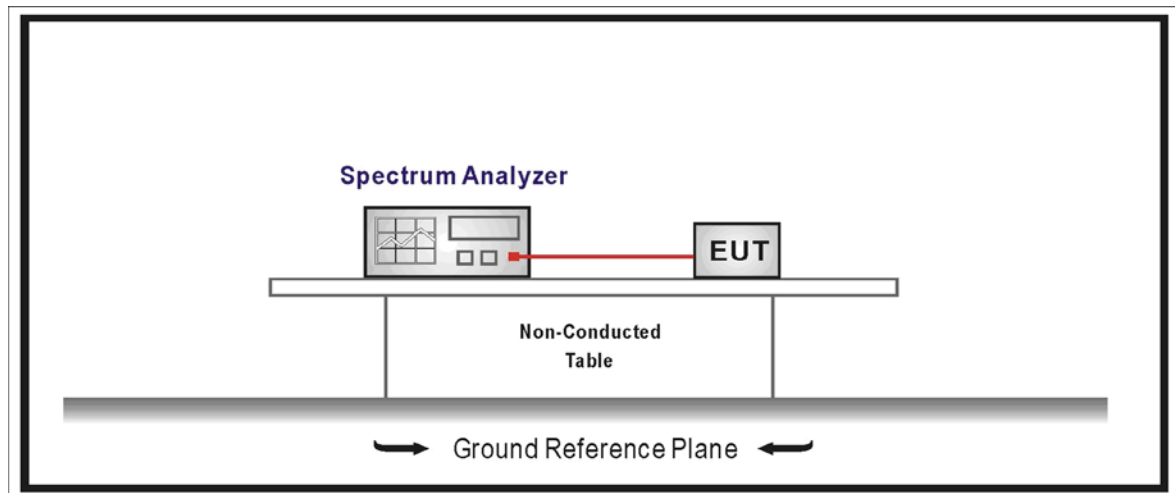 Spectrum Analyzer
EUT
Non-Conducted
Table
Ground Reference Plane